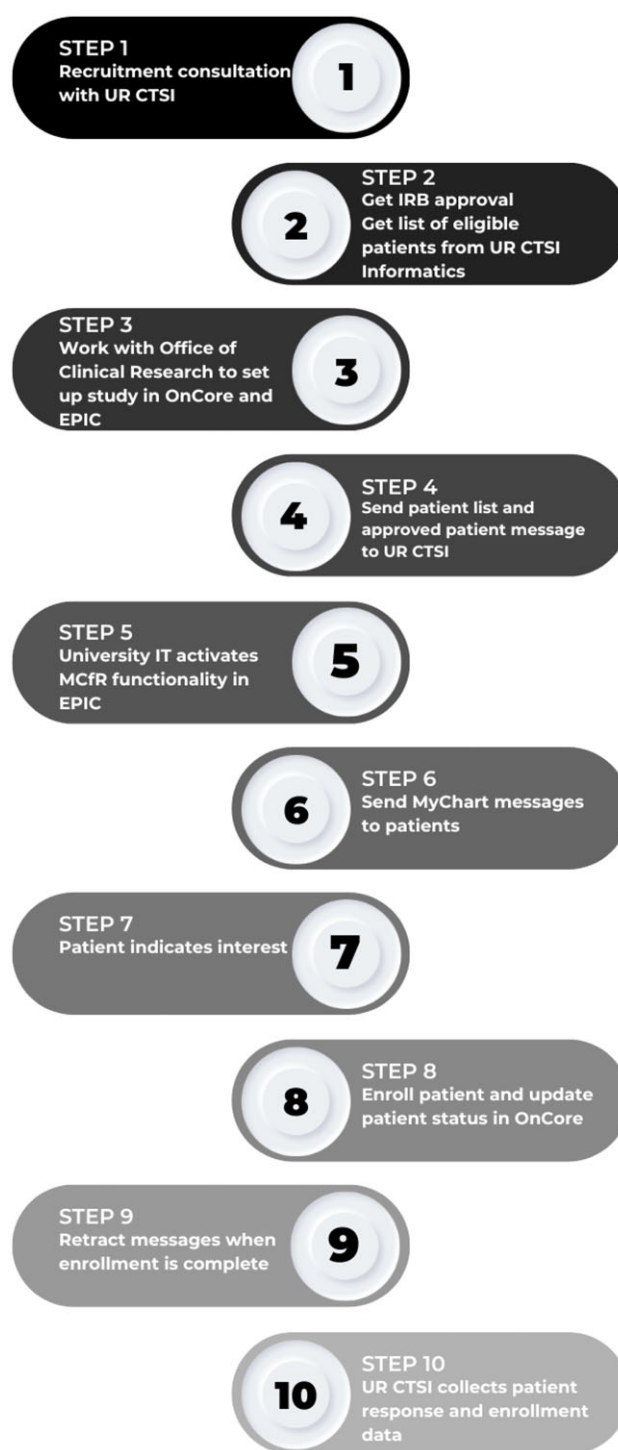 STEP 1
Recruitment consultation
with UR CTSI
1
STEP 2
Get IRB approval
Get list of eligible
patients from UR CTSI
Informatics
2
STEP 3
Work with Office of
Clinical Research to set
up study in OnCore and
EPIC
3
STEP 4
Send patient list and
approved patient message
to UR CTSI
4
STEP 5
University IT activates
MCfR functionality in
EPIC
5
STEP 6
Send MyChart messages
to patients
6
STEP 7
Patient indicates interest
7
STEP 8
Enroll patient and update
patient status in OnCore
8
STEP 9
Retract messages when
enrollment is complete
9
STEP 10
UR CTSI collects patient
response and enrollment
data
10